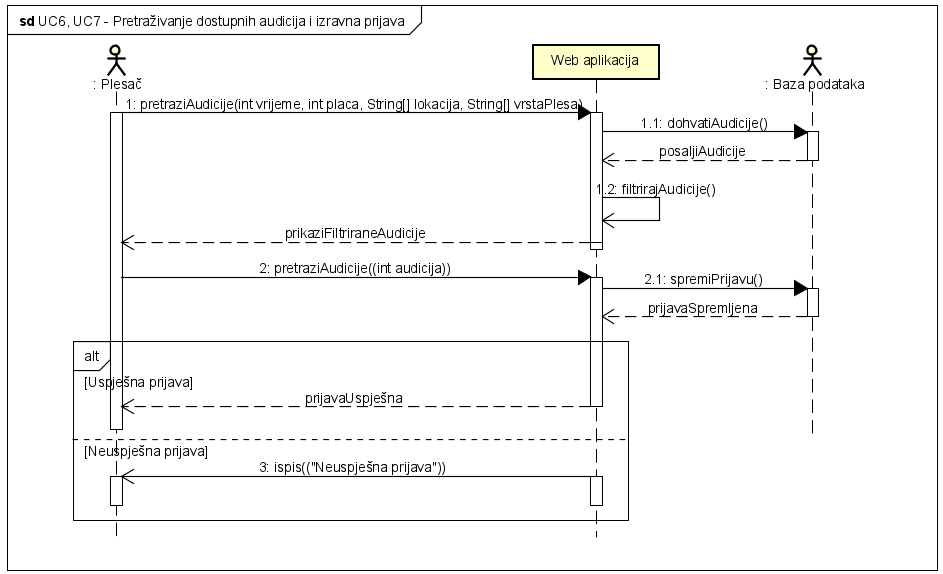 sd UC6, UC7 - Pretraživanje dostupnih audicija i izravna prijava
: Plesač
Web aplikacija
: Baza podataka
1: pretraziAudicije(int vrijeme, int placa, String[] lokacija, String[] vrstaPlesa)
1.1: dohvatiAudicije()
posaljiAudicije
1.2: filtrirajAudicije()
prikaziFiltriraneAudicije
2: pretraziAudicije((int audicija))
2.1: spremiPrijavu()
prijavaSpremljena
alt
[Uspješna prijava]
prijavaUspješna
[Neuspješna prijava]
3: ispis(("Neuspješna prijava"))